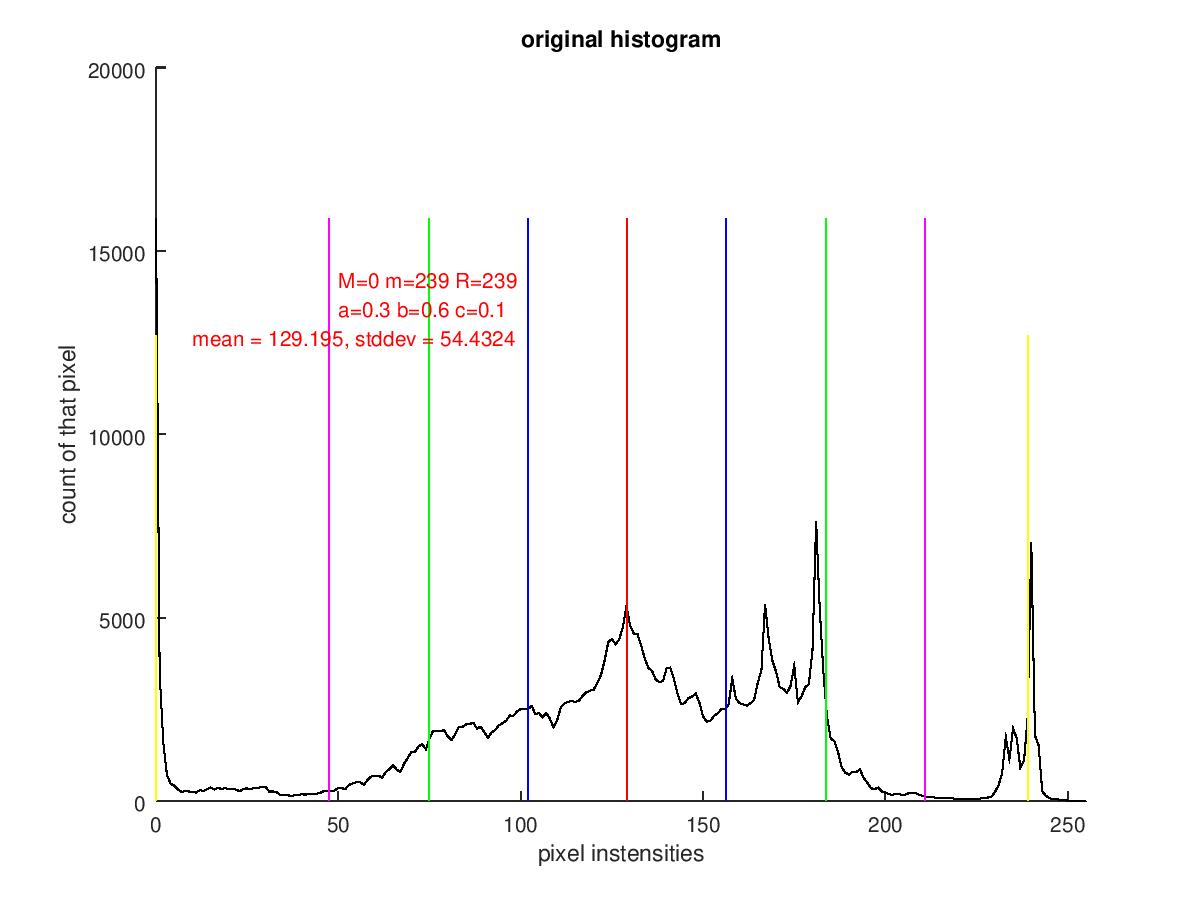 original histogram
20000
15000
10000
5000
0
M=0 m=239 R=239
a=0.3 b=0.6 c=0.1
mean = 129.195, stddev = 54.4324
count of that pixel
0 50 100 150 200 250
pixel instensities